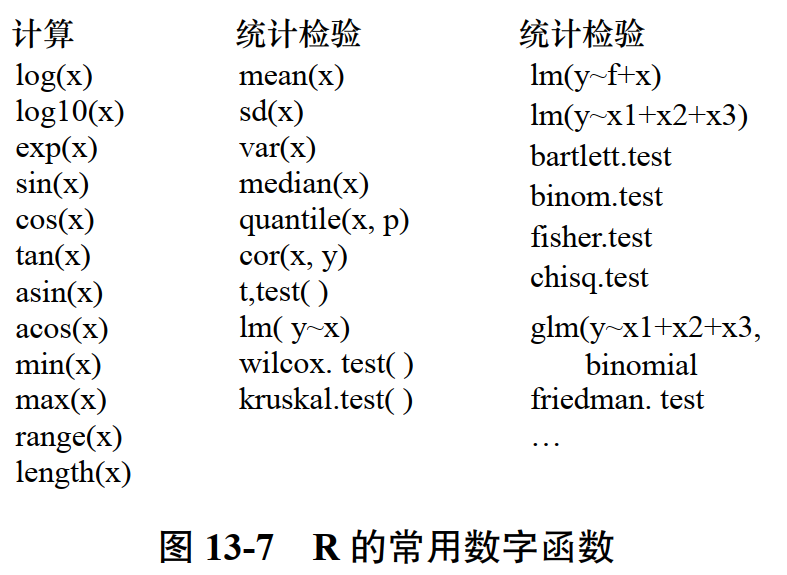 计算
log(x)
log10(x)
exp(x)
sin(x)
cos(x)
tan(x)
asin(x)
acos(x)
min(x)
max(x)
range(x)
length(x)
统计检验
mean(x)
sd(x)
var(x)
median(x)
quantile(x, p)
cor(x, y)
t,test( )
lm( y~x)
wilcox. test( )
kruskal.test( )
统计检验
lm(y~f+x)
lm(y~x1+x2+x3)
bartlett.test
binom.test
fisher.test
chisq.test
glm(y~x1+x2+x3,
binomial
friedman. test
…
图 13-7 R 的常用数字函数